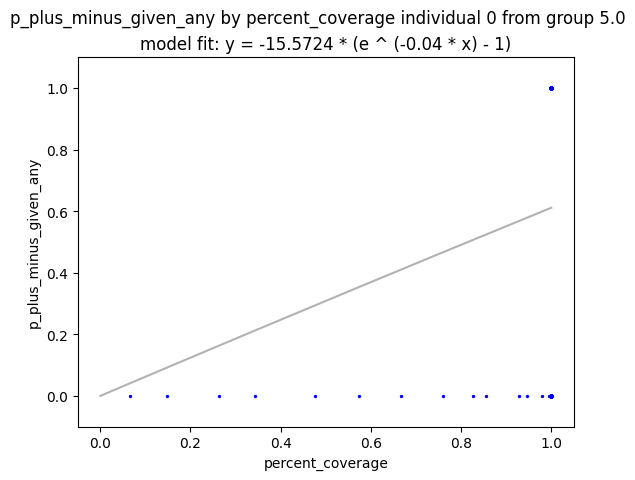 p_plus_minus_given_any by percent_coverage individual 0 from group 5.0
model fit: y = -15.5724 * (e ^ (-0.04 * x) - 1)
1.0
0.8
0.6
0.4
0.2
0.0
p_plus_minus_given_any
0.0 0.2 0.4 0.6 0.8 1.0
percent_coverage